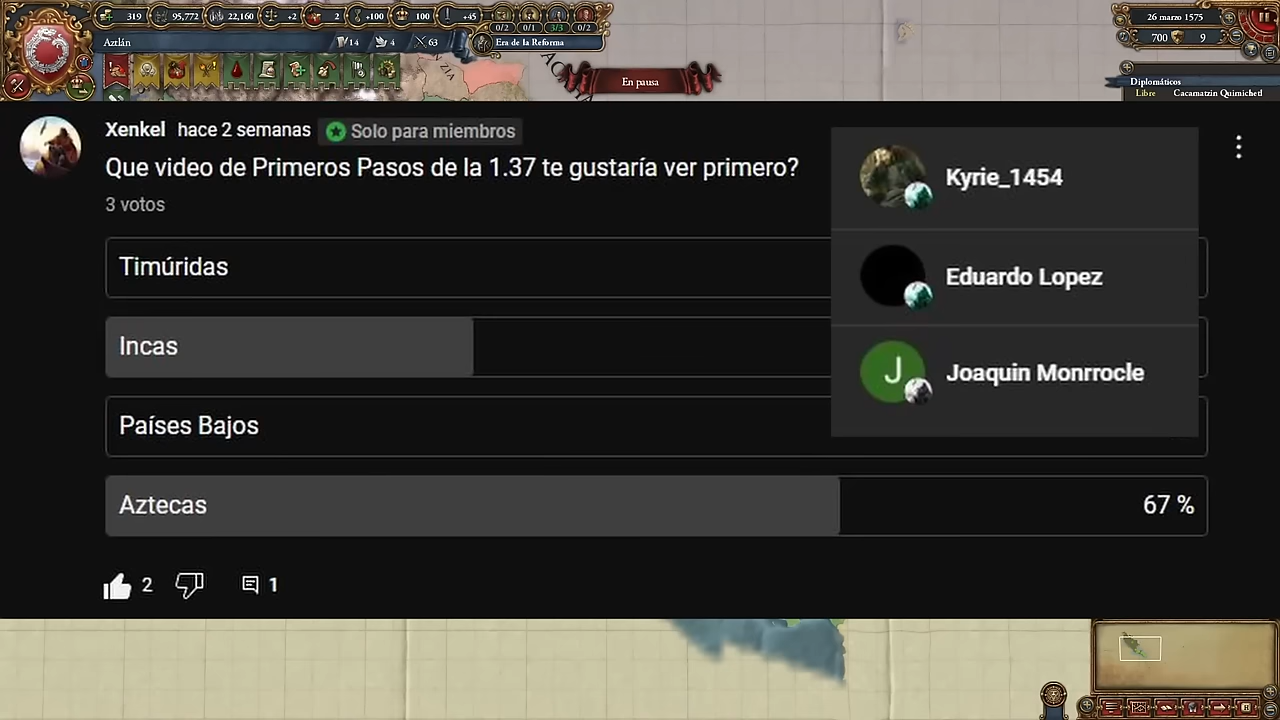 319 95,772 22,160 +2 2 +100 100 +45
0/2 0/1 3/3 0/2
Aztlán 14 4 63 Era de la Reforma
26 marzo 1575
700 9
En pausa
Diplomáticos
Libre Cacamatzin Quimiched
Xenkel hace 2 semanas Solo para miembros
Que video de Primeros Pasos de la 1.37 te gustaría ver primero?
3 votos
Timúridas
Incas
Países Bajos
Aztecas 67 %
Kyrie_1454
Eduardo Lopez
J Joaquin Monrrocle
2 1